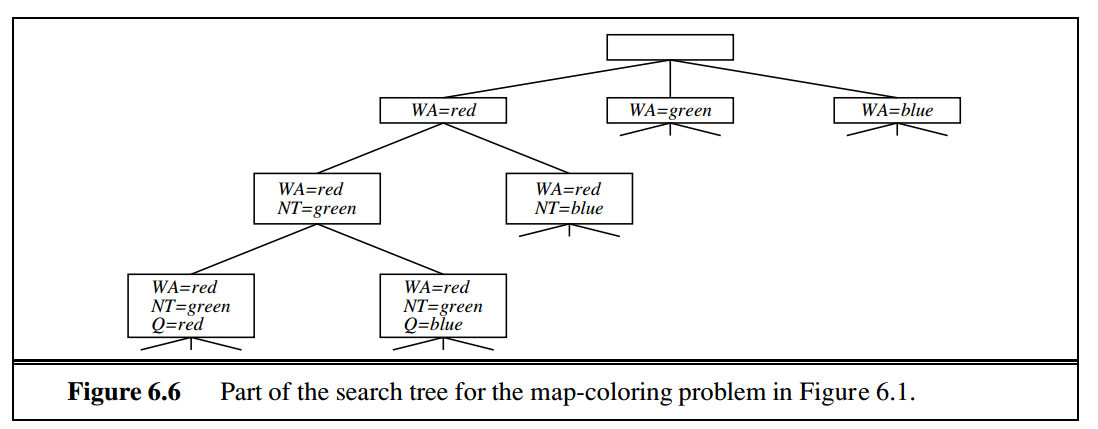 WA=red
WA=green
WA=blue
WA=red
NT=green
WA=red
NT=blue
WA=red
NT=green
Q=red
WA=red
NT=green
Q=blue
Figure 6.6 Part of the search tree for the map-coloring problem in Figure 6.1.